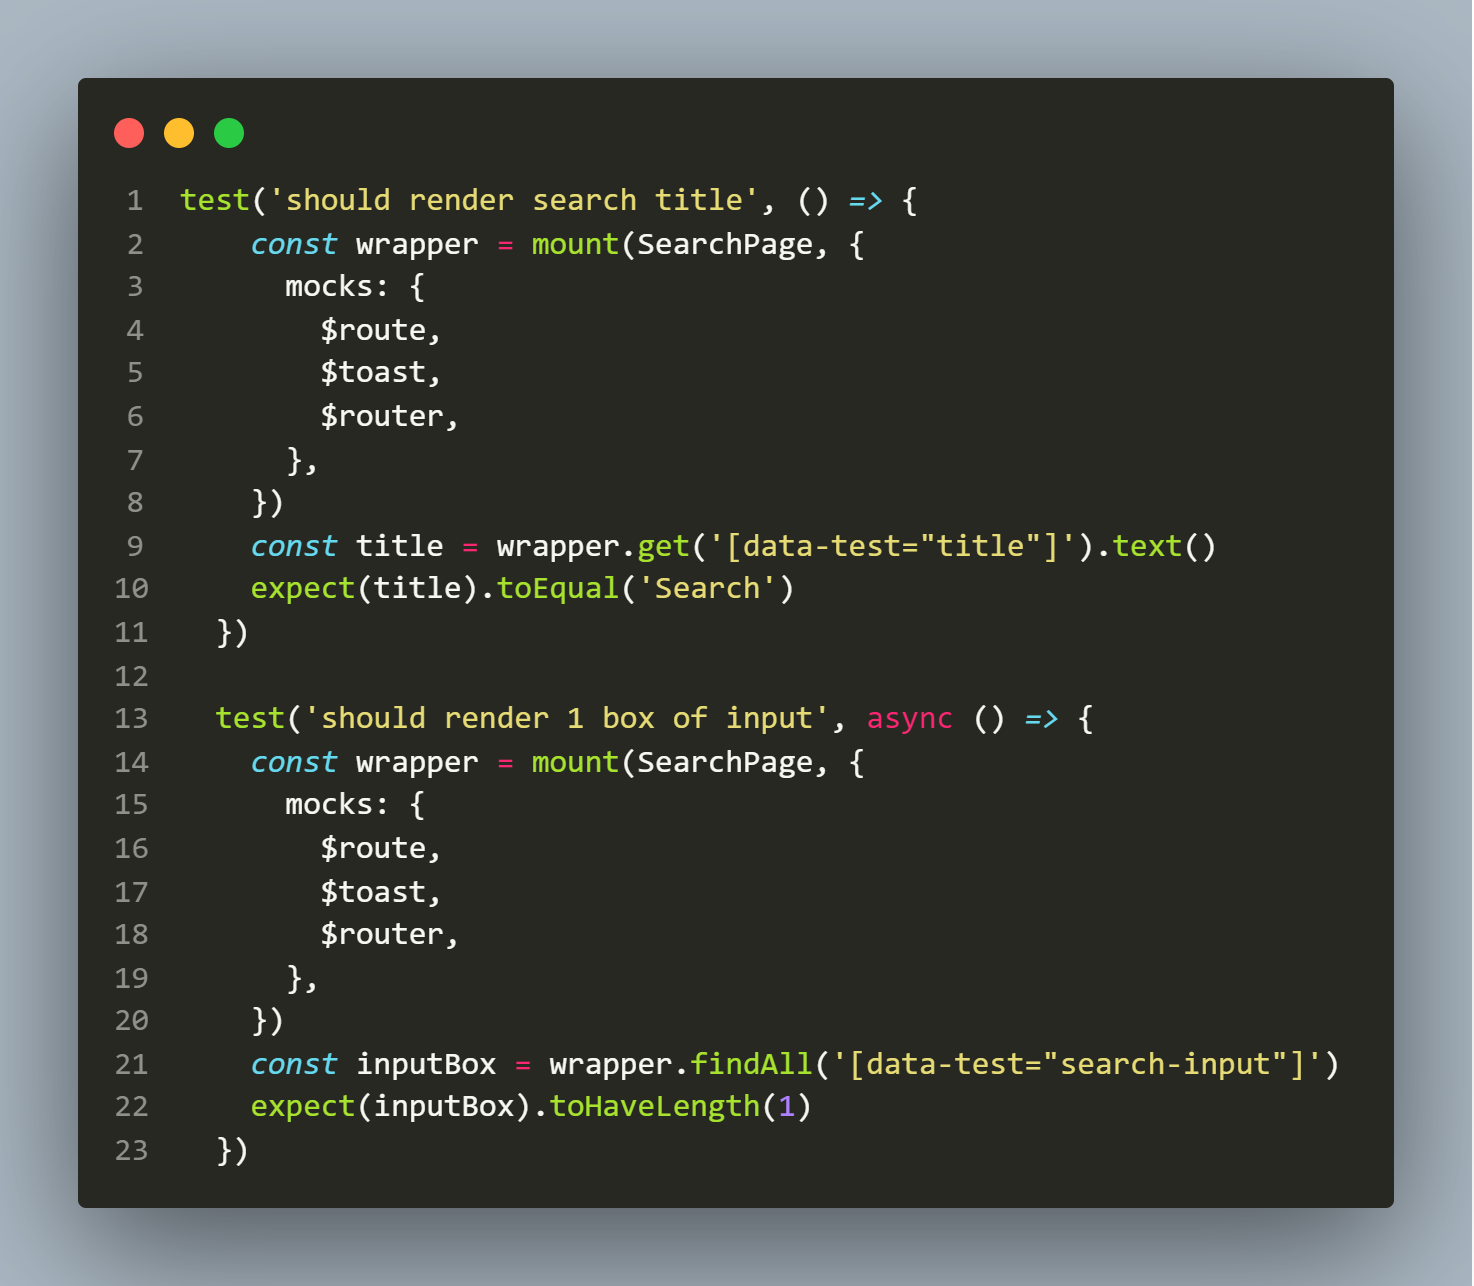 1 test('should render search title', () => {
2 const wrapper = mount(SearchPage, {
3 mocks: {
4 $route,
5 $toast,
6 $router,
7 },
8 })
9 const title = wrapper.get('[data-test="title"]').text()
10 expect(title).toEqual('Search')
11 })
12
13 test('should render 1 box of input', async () => {
14 const wrapper = mount(SearchPage, {
15 mocks: {
16 $route,
17 $toast,
18 $router,
19 },
20 })
21 const inputBox = wrapper.findAll('[data-test="search-input"]')
22 expect(inputBox).toHaveLength(1)
23 })